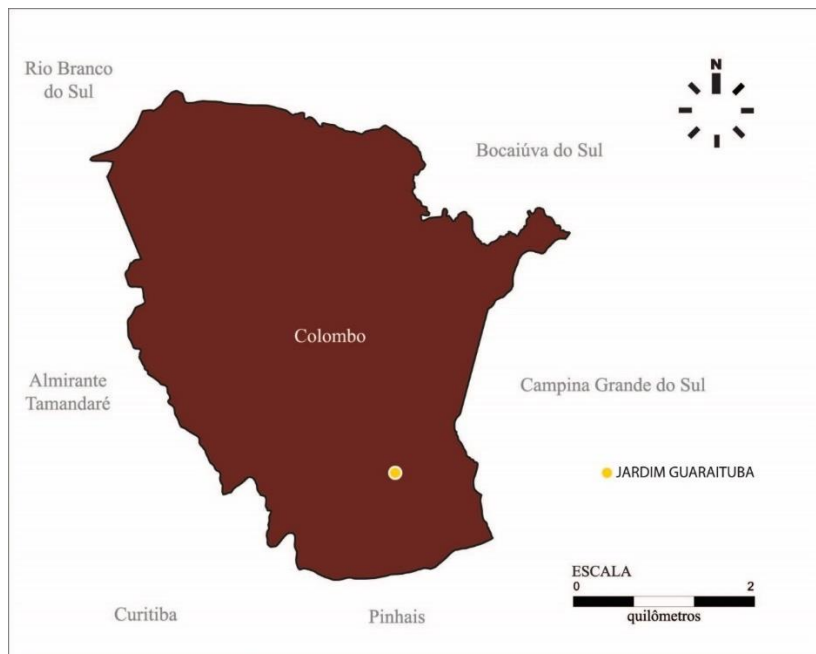 Rio Branco
do Sul
N
Bocaiúva do Sul
Colombo
Almirante
Tamandaré
Campina Grande do Sul
JARDIM GUARAITUBA
ESCALA
0 2
quilômetros
Curitiba
Pinhais